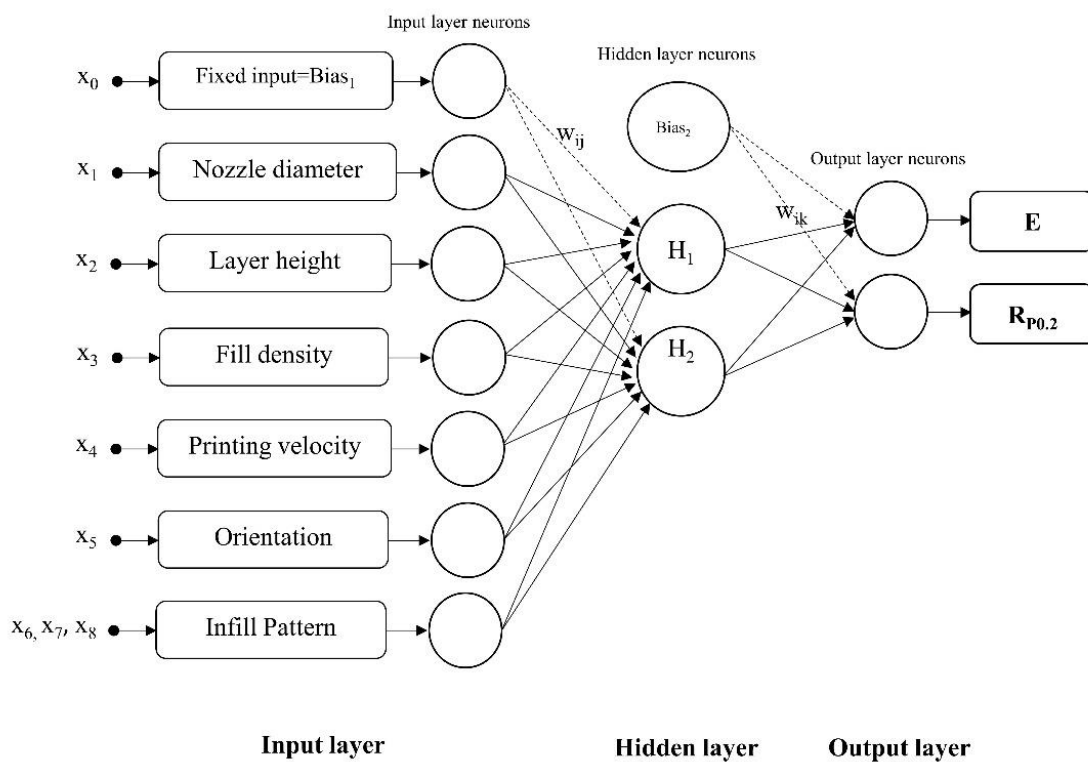 Input layer neurons
Hidden layer neurons
x₀
Fixed input=Bias₁
Bias₂
wᵢⱼ
Output layer neurons
x₁
Nozzle diameter
wᵢₖ
E
x₂
Layer height
H₁
R_P0.2
x₃
Fill density
H₂
x₄
Printing velocity
x₅
Orientation
x₆, x₇, x₈
Infill Pattern
Input layer
Hidden layer
Output layer